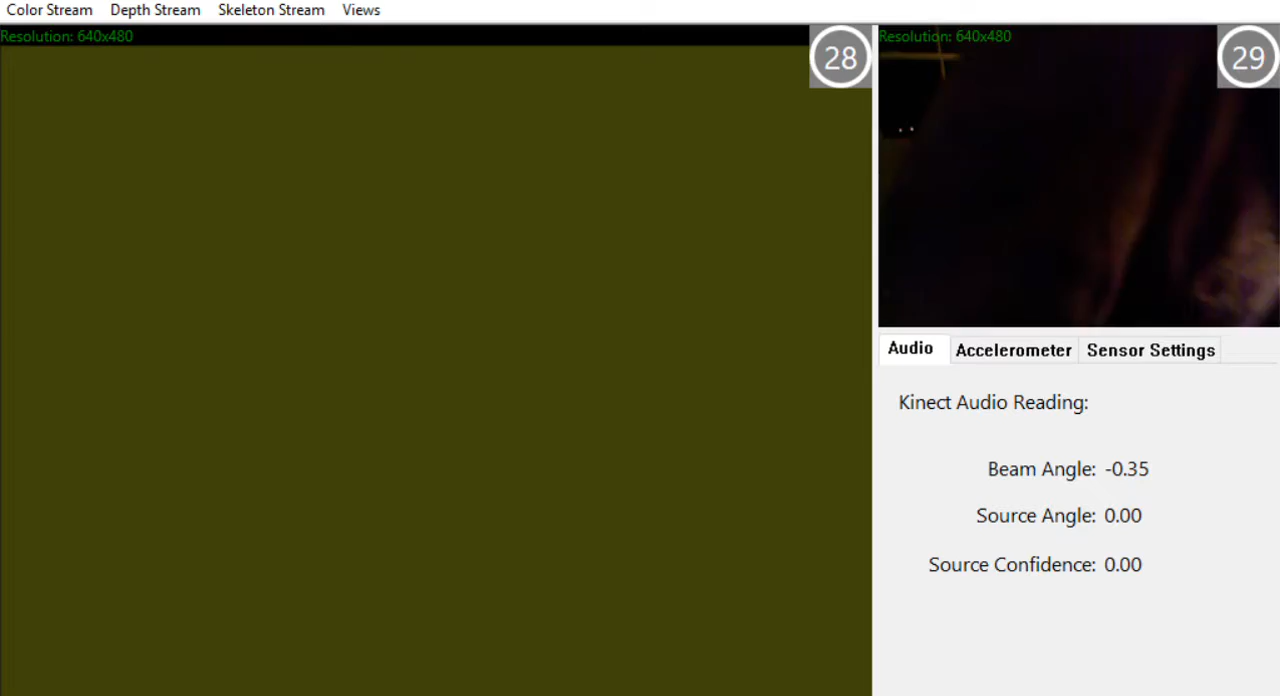 Color Stream Depth Stream Skeleton Stream Views
Resolution: 640x480
28
Resolution: 640x480
29
Audio Accelerometer Sensor Settings
Kinect Audio Reading:
Beam Angle: -0.35
Source Angle: 0.00
Source Confidence: 0.00